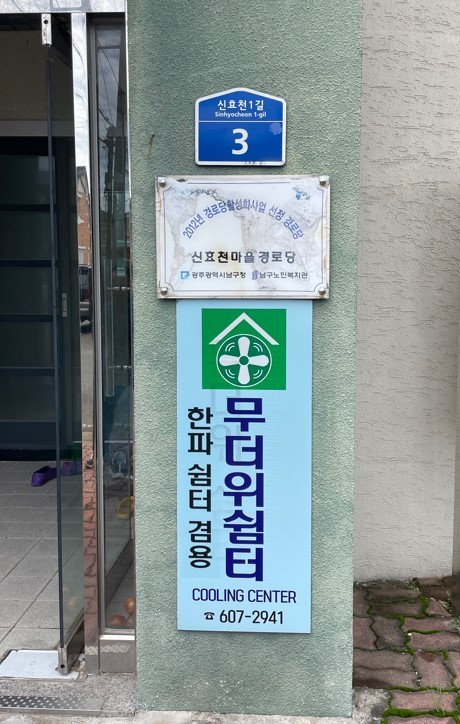 신효천1길
Sinhyocheon 1-gil
3
2012년 경로당활성화사업 선정 경로당
신효천마을경로당
광주광역시남구청 남구노인복지관
무더위쉼터
한파 쉼터 겸용
COOLING CENTER
☎ 607-2941